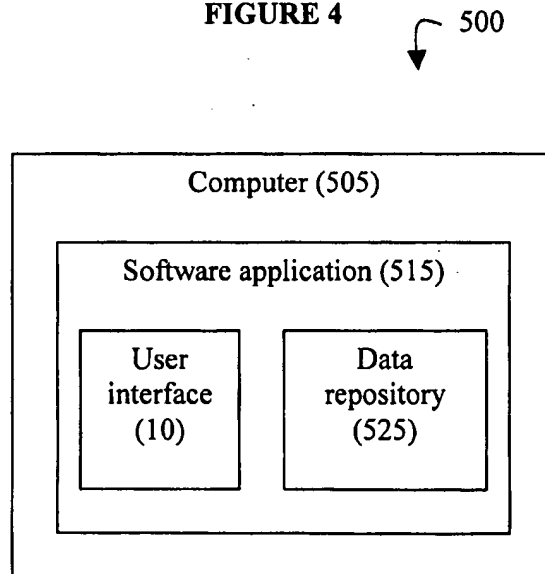 FIGURE 4
500
Computer (505)
Software application (515)
User
interface
(10)
Data
repository
(525)